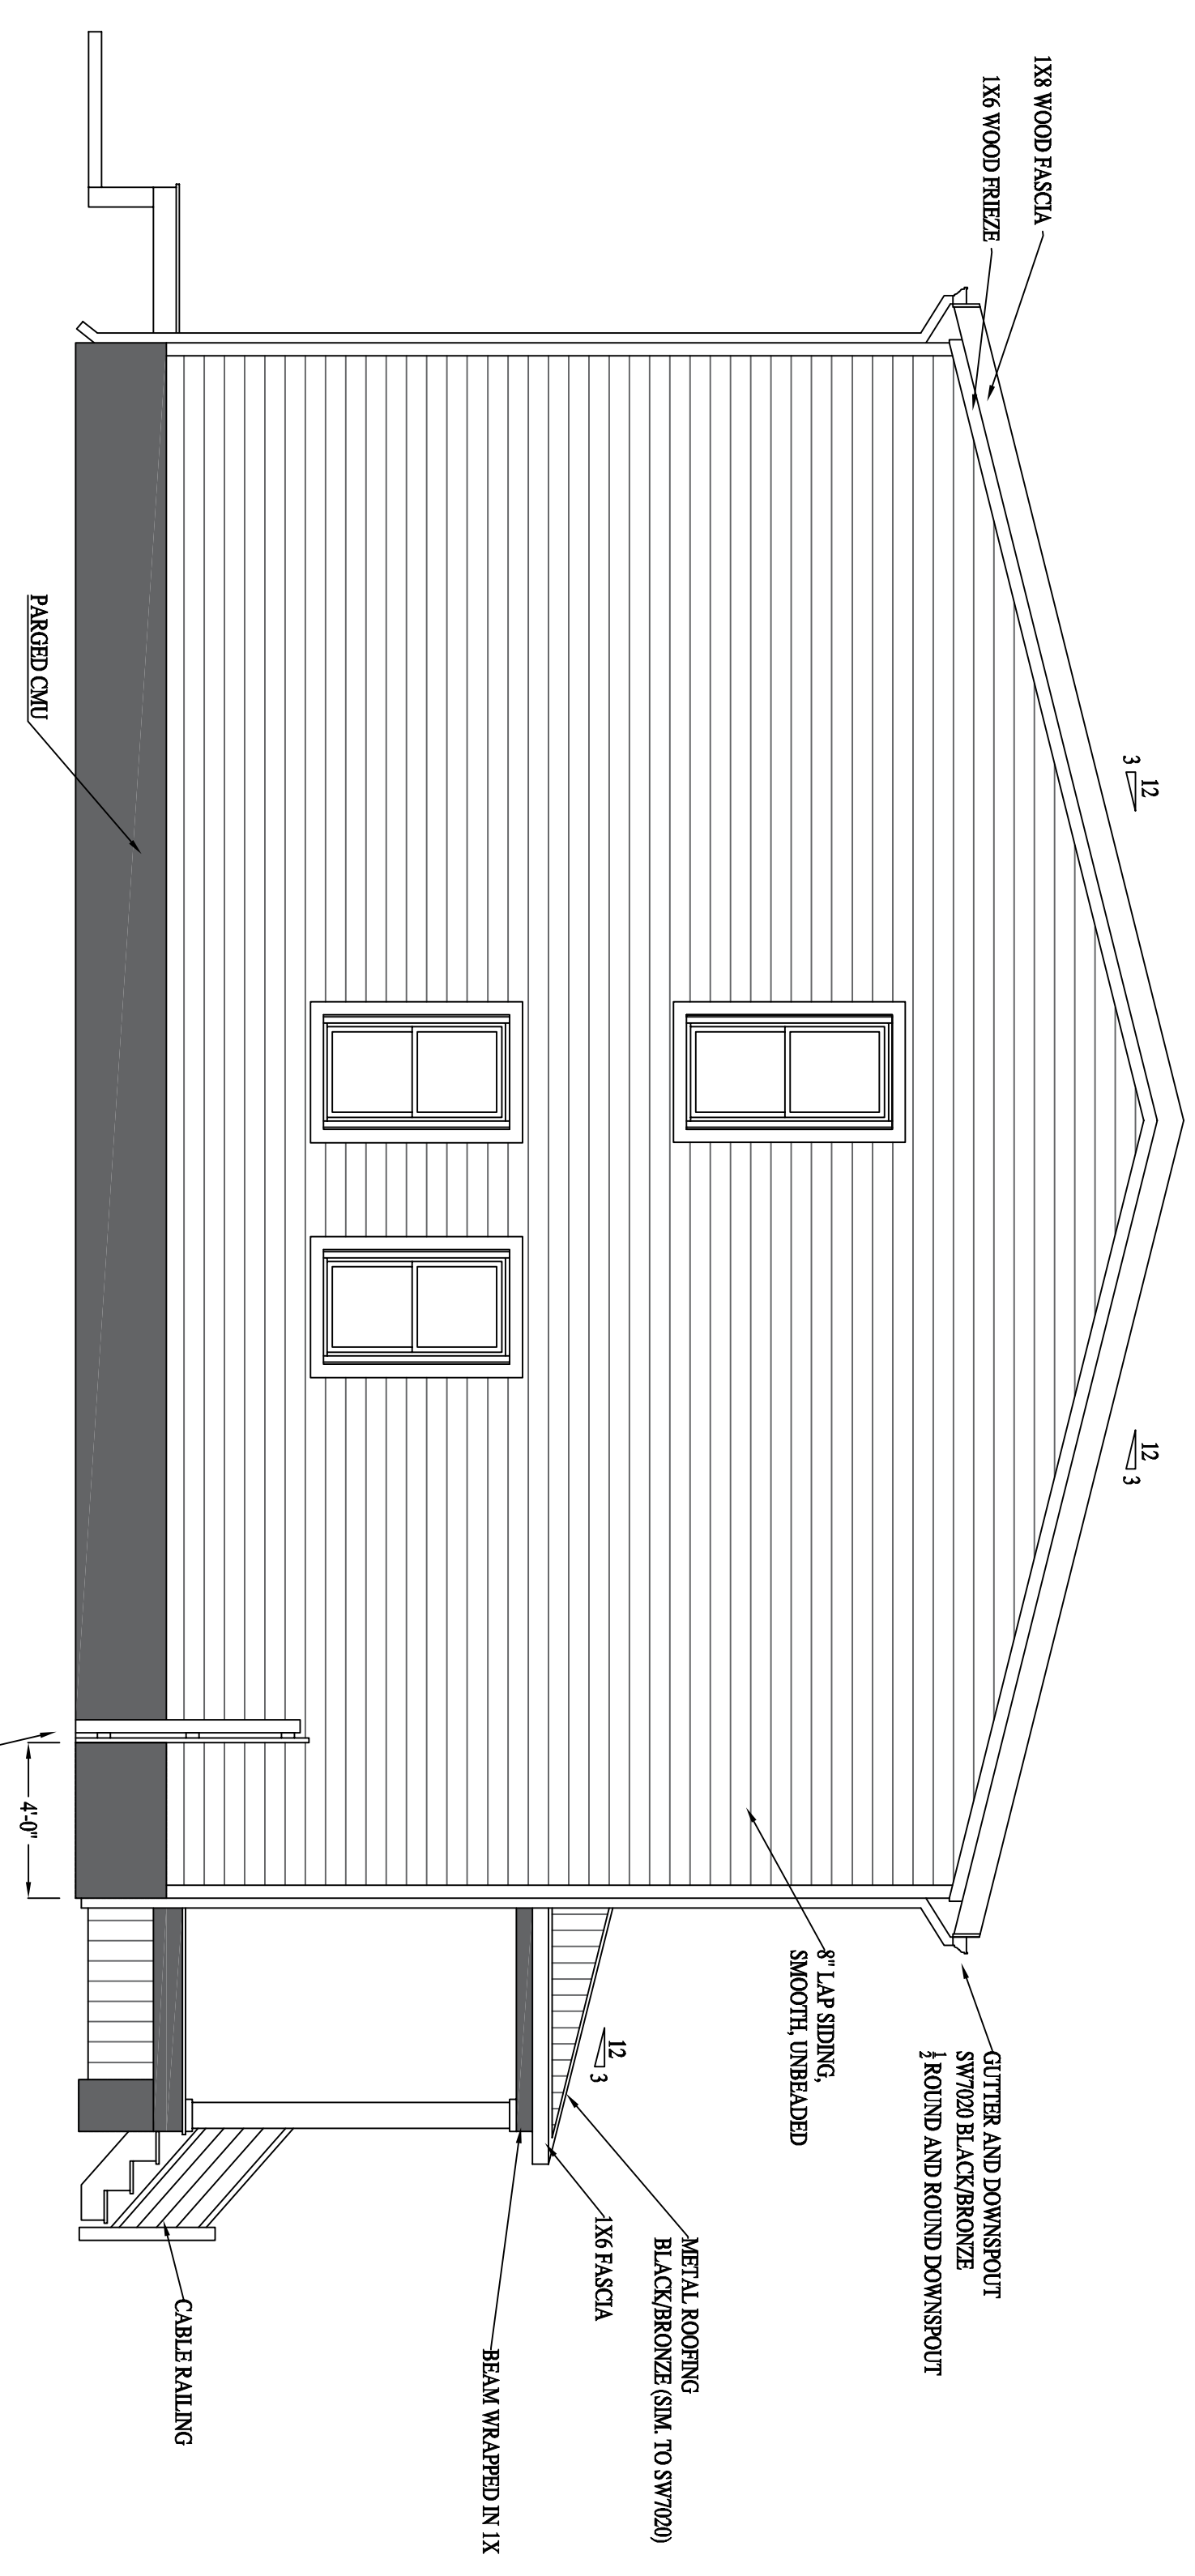 1X8 WOOD FASCIA
1X6 WOOD FRIEZE
12
3
12
3
GUTTER AND DOWNSPOUT
SW7020 BLACK/BRONZE
½ ROUND AND ROUND DOWNSPOUT
8" LAP SIDING,
SMOOTH, UNBEADED
12
3
METAL ROOFING
BLACK/BRONZE (SIM. TO SW7020)
1X6 FASCIA
BEAM WRAPPED IN 1X
CABLE RAILING
PARGED CMU
4'-0"